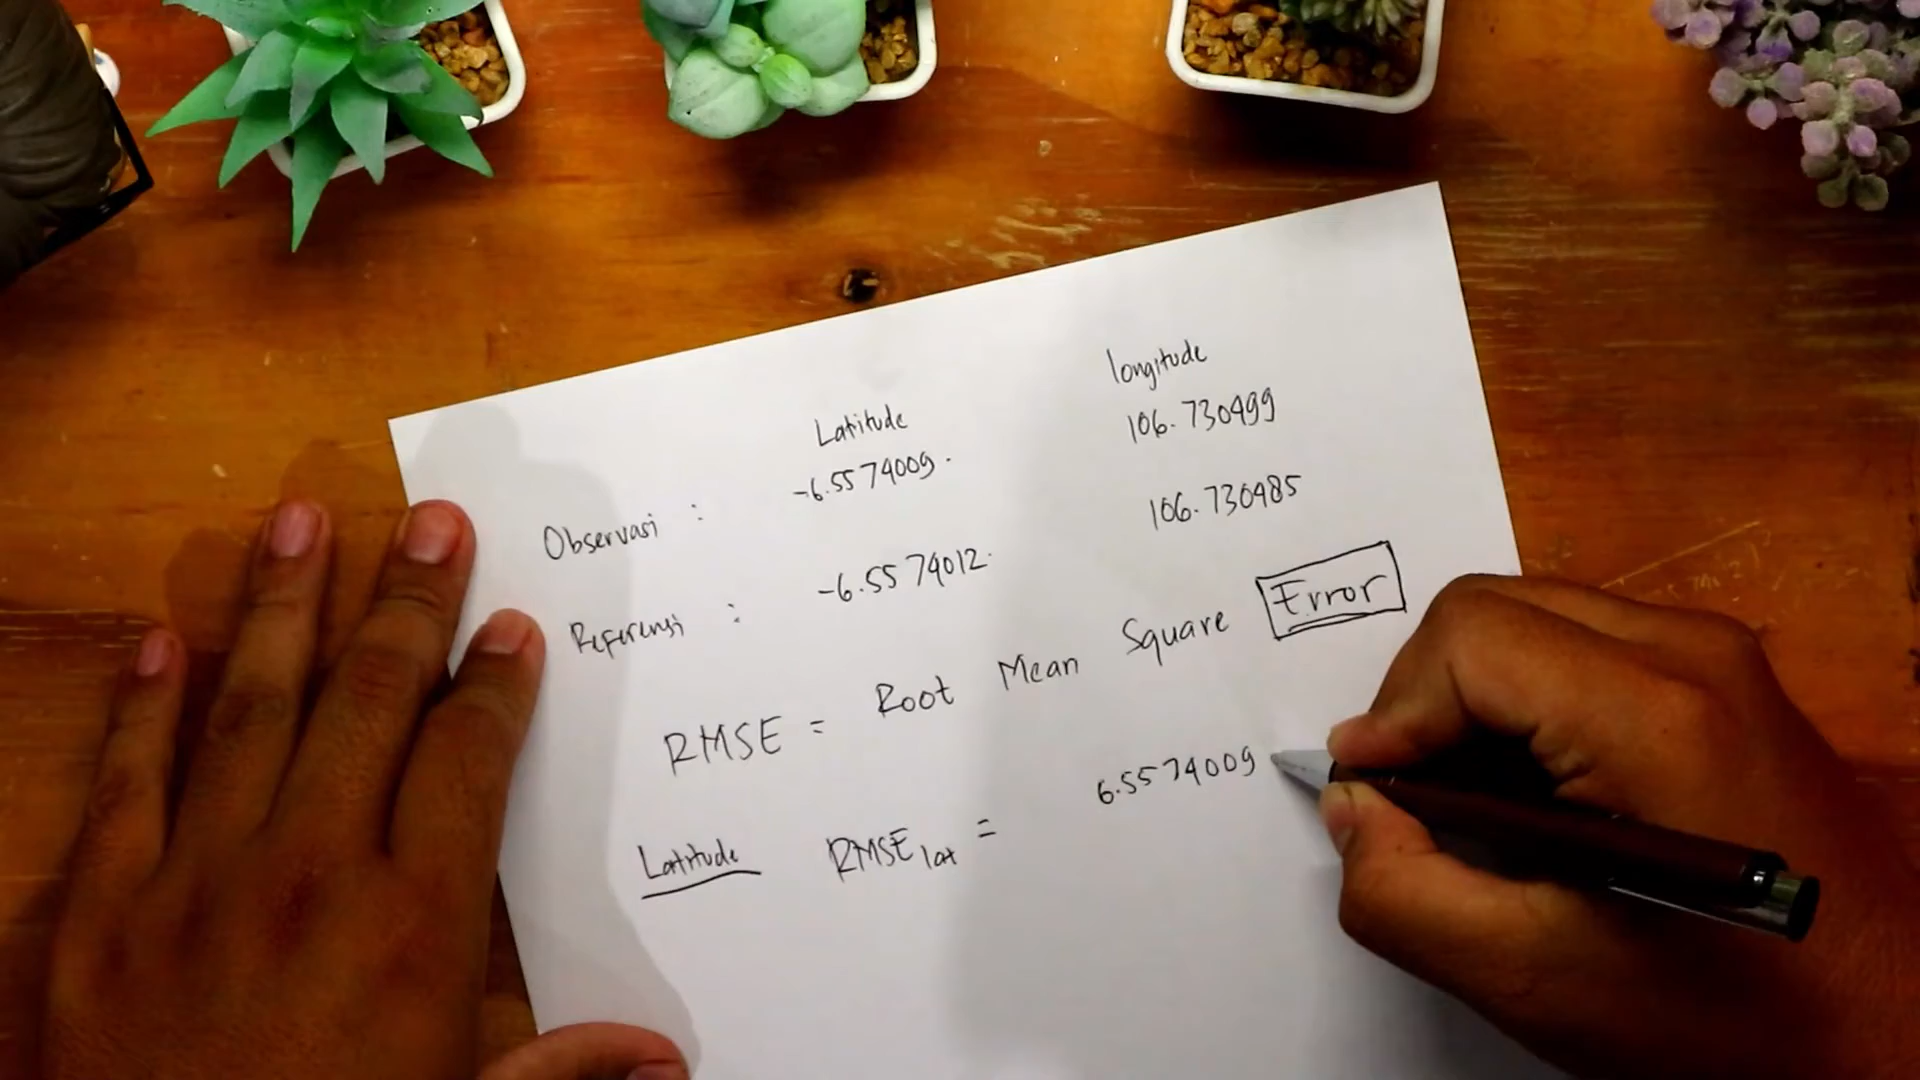 Latitude longitude
Observasi : -6.5574009. 106.730499
Referensi : -6.5574012. 106.730485
RMSE = Root Mean Square Error
Latitude RMSE lat = 6.5574009